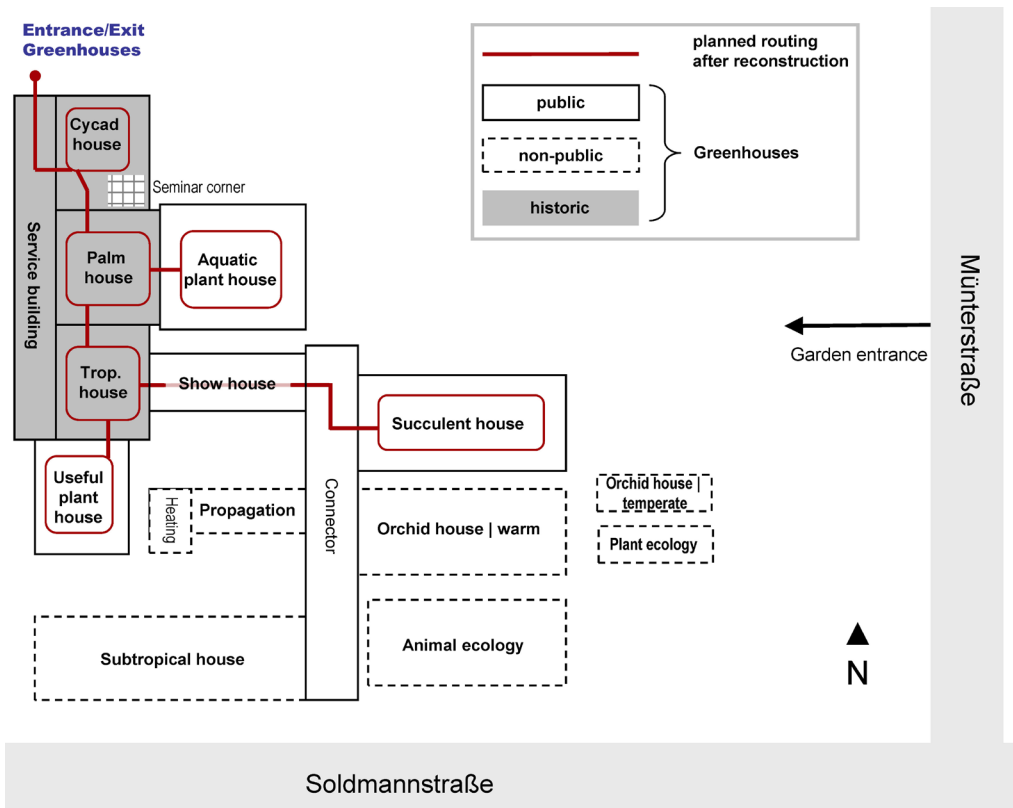 Entrance/Exit
Greenhouses
planned routing
after reconstruction
public
non-public
Greenhouses
historic
Cycad
house
Seminar corner
Service building
Palm
house
Aquatic
plant house
Münterstraße
Garden entrance
Trop.
house
Show house
Succulent house
Useful
plant
house
Heating
Propagation
Connector
Orchid house | warm
Orchid house |
temperate
Plant ecology
Subtropical house
Animal ecology
N
Soldmannstraße